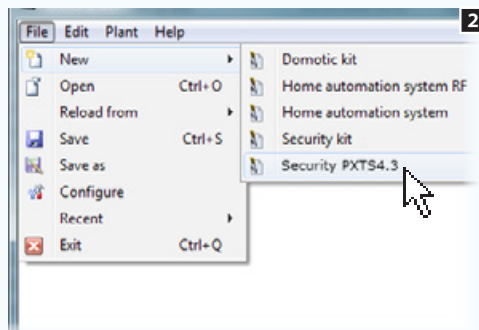 2
File Edit Plant Help
New
Open Ctrl+O
Reload from
Save Ctrl+S
Save as
Configure
Recent
Exit Ctrl+Q
Domotic kit
Home automation system RF
Home automation system
Security kit
Security PXTS4.3